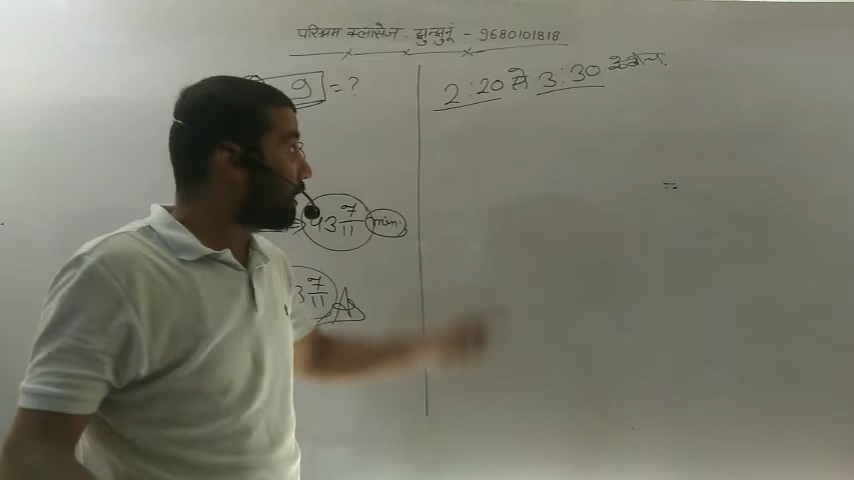 परिश्रम क्लासेज झुन्झुनूं - 9680101818
9 = ?
43 7/11 min.
3 7/11 A
2:20 से 3:30
=